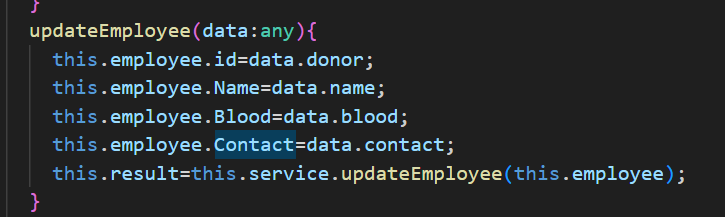 }
updateEmployee(data:any){
this.employee.id=data.donor;
this.employee.Name=data.name;
this.employee.Blood=data.blood;
this.employee.Contact=data.contact;
this.result=this.service.updateEmployee(this.employee);
}